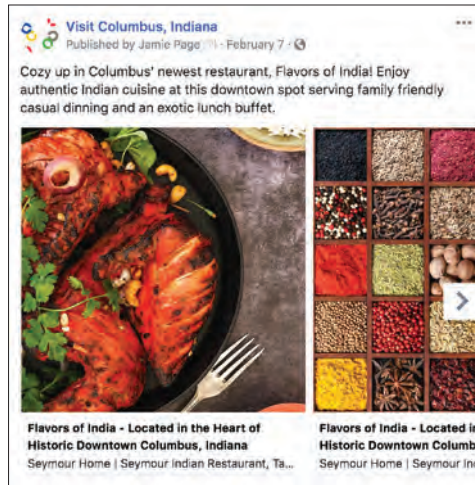 Visit Columbus, Indiana
Published by Jamie Page · February 7 ·
Cozy up in Columbus' newest restaurant, Flavors of India! Enjoy
authentic Indian cuisine at this downtown spot serving family friendly
casual dinning and an exotic lunch buffet.
Flavors of India - Located in the Heart of
Historic Downtown Columbus, Indiana
Seymour Home | Seymour Indian Restaurant, Ta...
Flavors of India - Located in
Historic Downtown Columb
Seymour Home | Seymour Ind